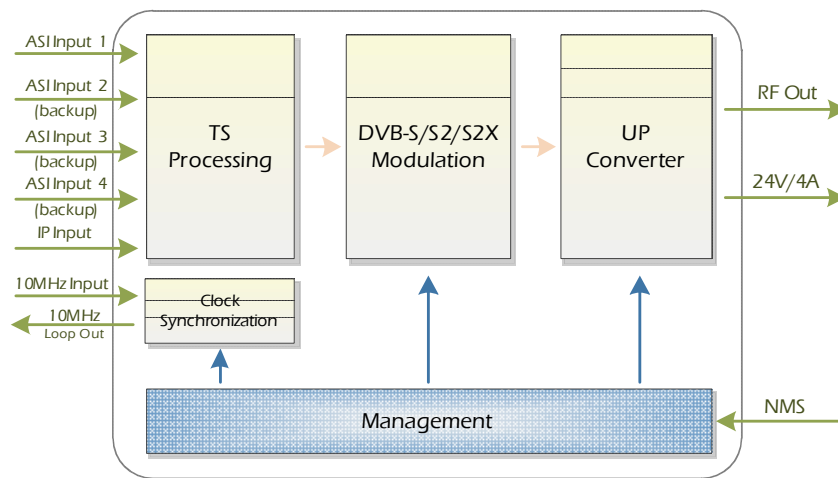 ASI Input 1
ASI Input 2
(backup)
ASI Input 3
(backup)
ASI Input 4
(backup)
IP Input
10MHz Input
10MHz
Loop Out
TS
Processing
DVB-S/S2/S2X
Modulation
UP
Converter
RF Out
24V/4A
Clock
Synchronization
Management
NMS